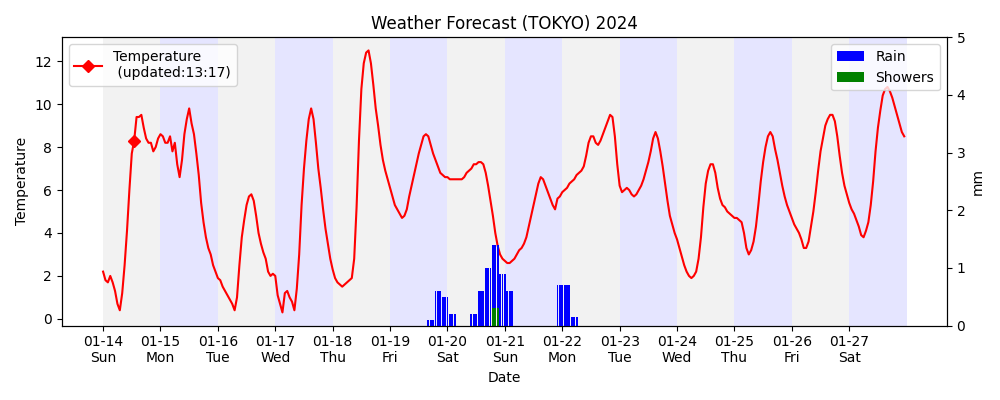 Weather Forecast (TOKYO) 2024
Temperature
(updated:13:17)
Rain
Showers
Temperature
12
10
8
6
4
2
0
5
4
3
2
1
0
mm
01-14 01-15 01-16 01-17 01-18 01-19 01-20 01-21 01-22 01-23 01-24 01-25 01-26 01-27
Sun Mon Tue Wed Thu Fri Sat Sun Mon Tue Wed Thu Fri Sat
Date